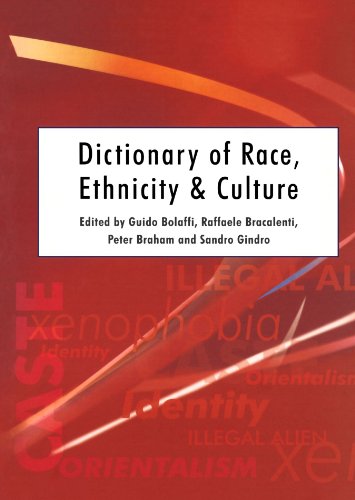 Dictionary of Race,
Ethnicity & Culture
Edited by Guido Bolaffi, Raffaele Bracalenti,
Peter Braham and Sandro Gindro
ILLEGAL AL
xenophobia
Identity
CASTE
Orientalism
Identity
ILLEGAL ALIEN
ORIENTALISM